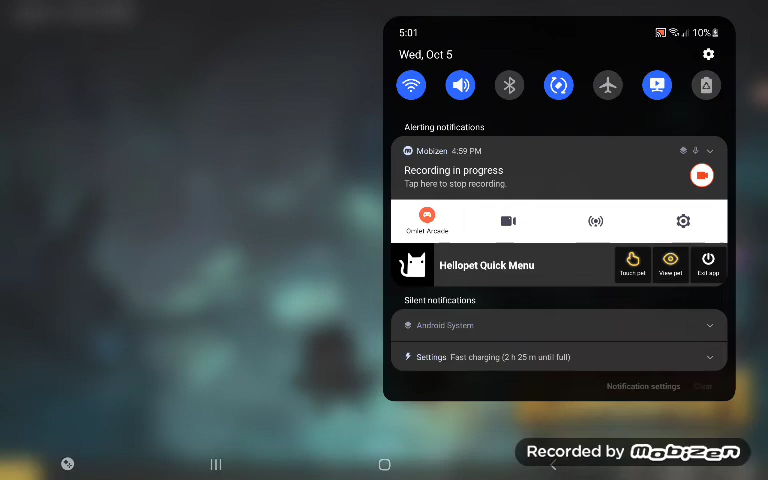 5:01
10%
Wed, Oct 5
Alerting notifications
Mobizen 4:59 PM
Recording in progress
Tap here to stop recording.
Omlet Arcade
Hellopet Quick Menu
Touch pet
View pet
Exit app
Silent notifications
Android System
Settings Fast charging (2 h 25 m until full)
Notification settings
Clear
Recorded by Mobizen